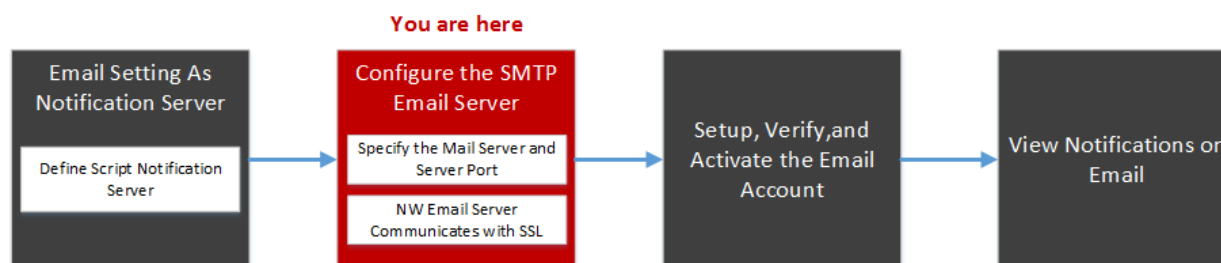 You are here
Email Setting As
Notification Server
Define Script Notification
Server
Configure the SMTP
Email Server
Specify the Mail Server and
Server Port
NW Email Server
Communicates with SSL
Setup, Verify,and
Activate the Email
Account
View Notifications on
Email